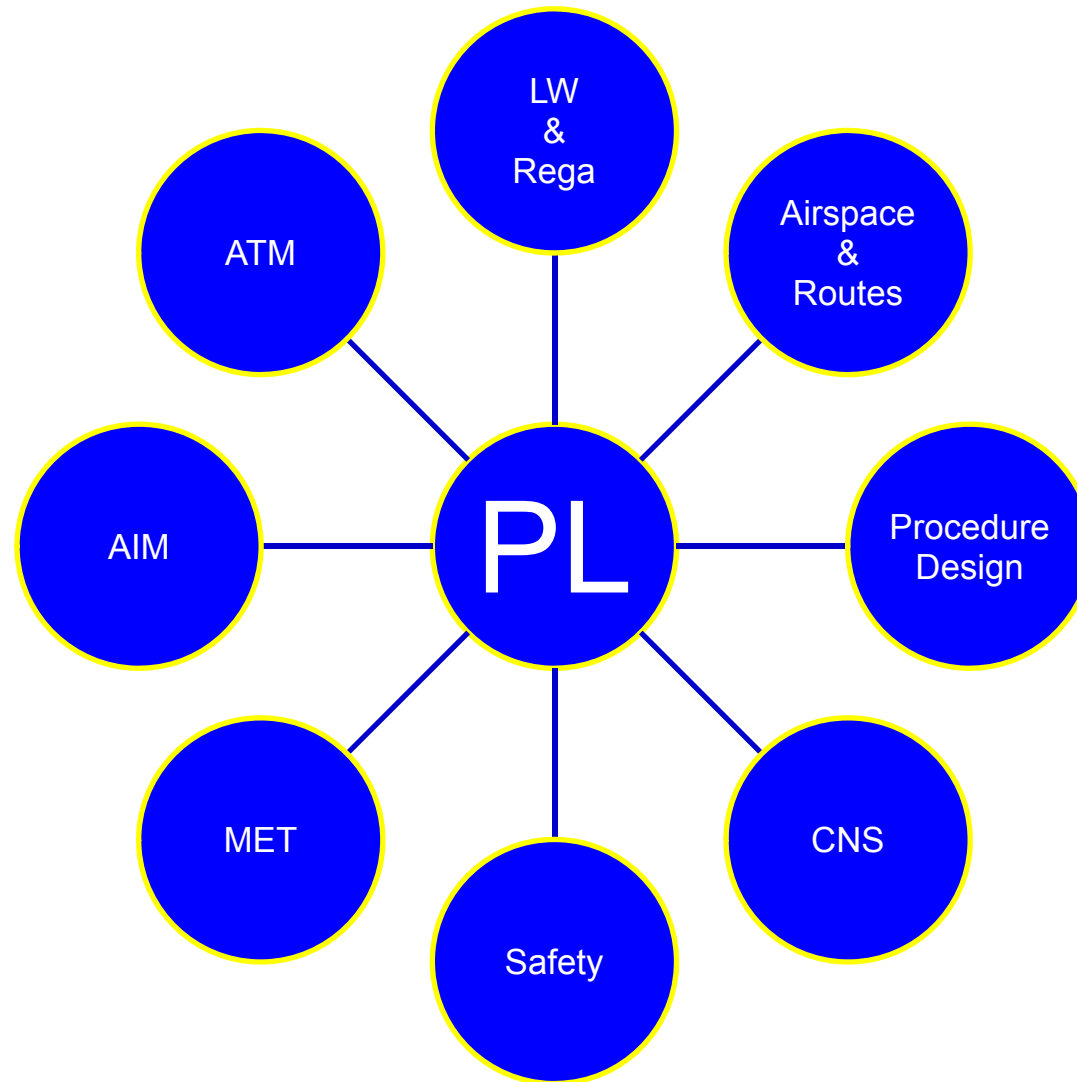 LW
&
Rega
ATM
Airspace
&
Routes
AIM
PL
Procedure
Design
MET
CNS
Safety